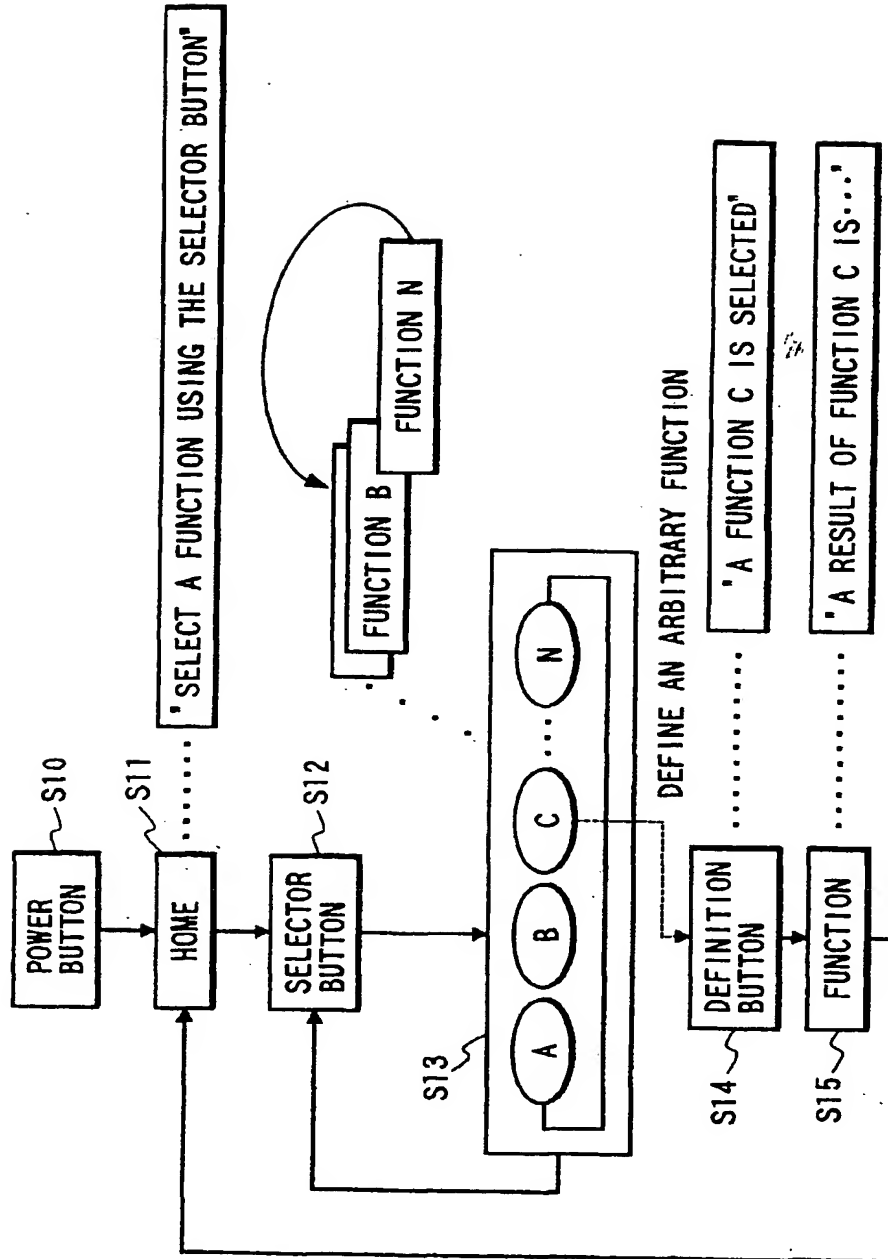 POWER
BUTTON
S10
HOME
S11
"SELECT A FUNCTION USING THE SELECTOR BUTTON"
SELECTOR
BUTTON
S12
FUNCTION B
FUNCTION N
S13
A
B
C
N
DEFINE AN ARBITRARY FUNCTION
S14
DEFINITION
BUTTON
"A FUNCTION C IS SELECTED"
S15
FUNCTION
"A RESULT OF FUNCTION C IS..."